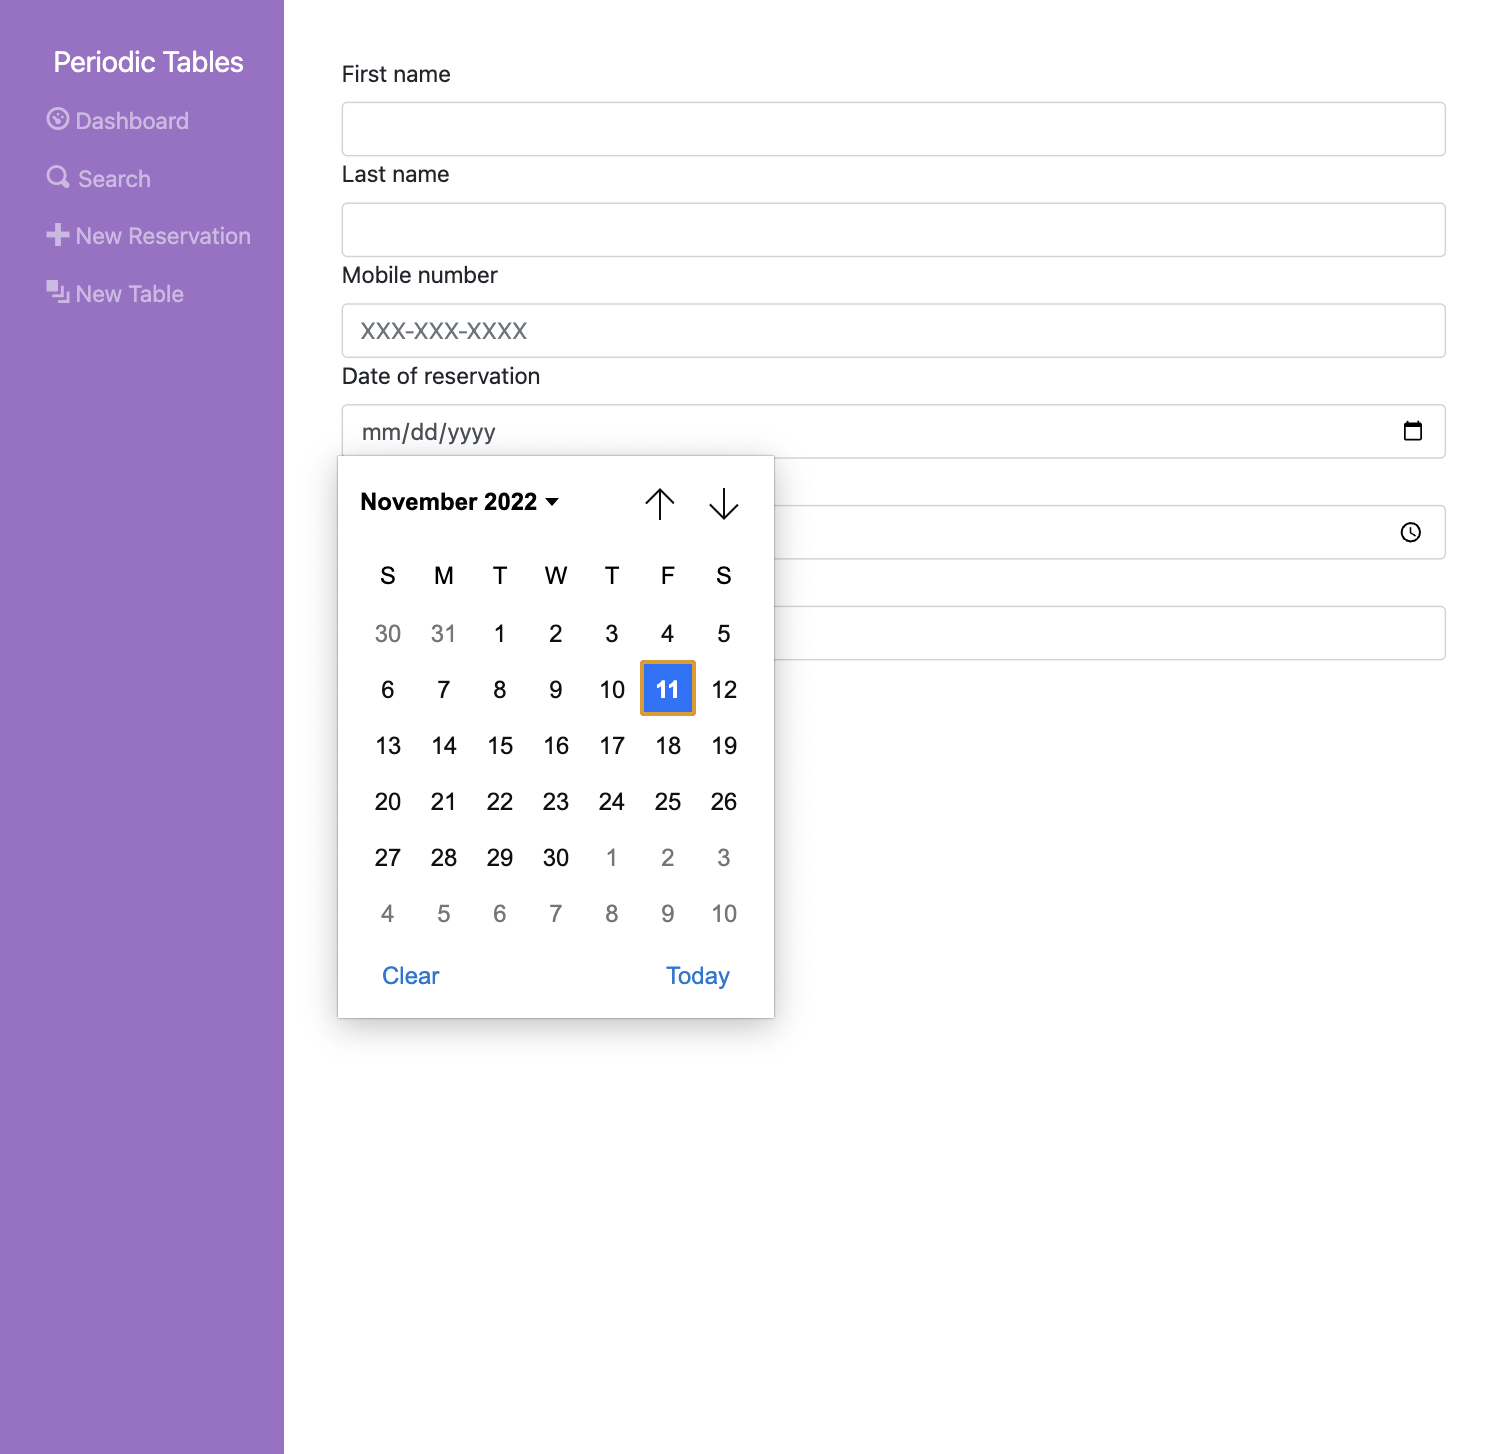 Periodic Tables
Dashboard
Search
New Reservation
New Table
First name
Last name
Mobile number
XXX-XXX-XXXX
Date of reservation
mm/dd/yyyy
November 2022
S M T W T F S
30 31 1 2 3 4 5
6 7 8 9 10 11 12
13 14 15 16 17 18 19
20 21 22 23 24 25 26
27 28 29 30 1 2 3
4 5 6 7 8 9 10
Clear Today